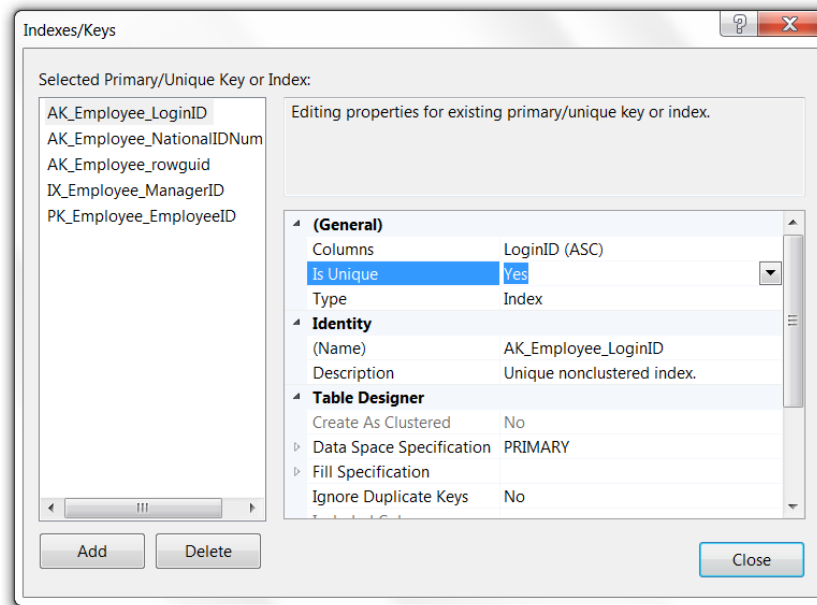 Indexes/Keys
Selected Primary/Unique Key or Index:
AK_Employee_LoginID
AK_Employee_NationalIDNum
AK_Employee_rowguid
IX_Employee_ManagerID
PK_Employee_EmployeeID
Editing properties for existing primary/unique key or index.
(General)
Columns LoginID (ASC)
Is Unique Yes
Type Index
Identity
(Name) AK_Employee_LoginID
Description Unique nonclustered index.
Table Designer
Create As Clustered No
Data Space Specification PRIMARY
Fill Specification
Ignore Duplicate Keys No
Add Delete
Close